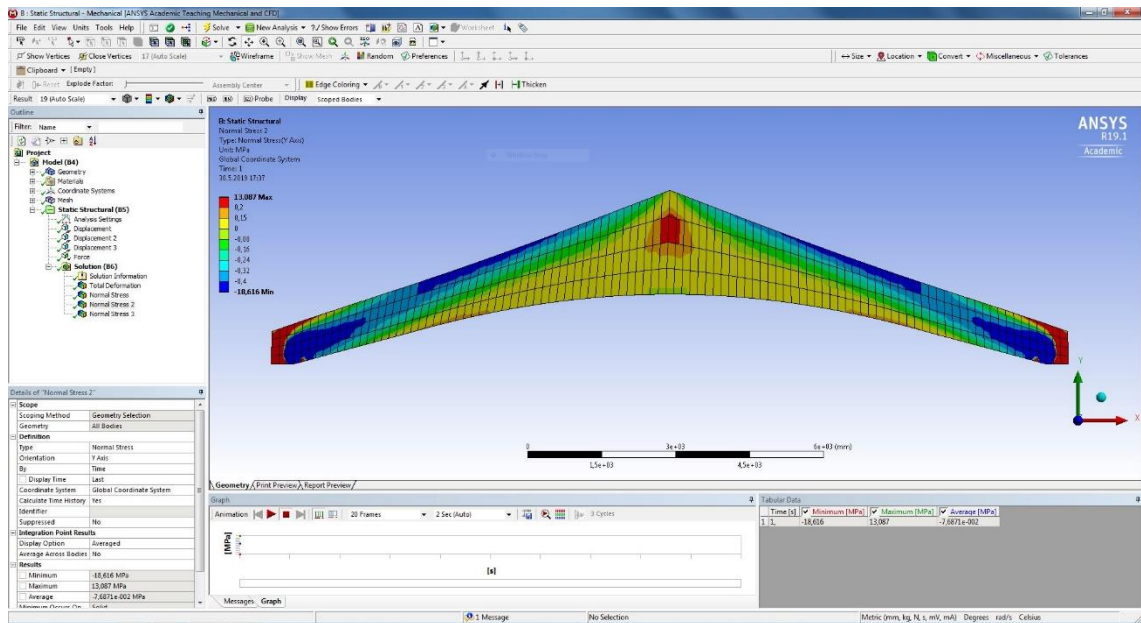 B : Static Structural - Mechanical [ANSYS Academic Teaching Mechanical and CFD]
File Edit View Units Tools Help Solve New Analysis ?/ Show Errors Worksheet
Show Vertices Close Vertices 17 (Auto Scale) Wireframe Show Mesh Random Preferences Size Location Convert Miscellaneous Tolerances
Clipboard [Empty]
Reset Explode Factor: Assembly Center Edge Coloring Thicken
Result 19 (Auto Scale) Probe Display Scoped Bodies
Outline
Filter: Name
Project
Model (B4)
Geometry
Materials
Coordinate Systems
Mesh
Static Structural (B5)
Analysis Settings
Displacement
Displacement 2
Displacement 3
Force
Solution (B6)
Solution Information
Total Deformation
Normal Stress
Normal Stress 2
Normal Stress 3
B: Static Structural
Normal Stress 2
Type: Normal Stress(Y Axis)
Unit: MPa
Global Coordinate System
Time: 1
30.5.2019 17:37
13,087 Max
0,2
0,15
0
-0,08
-0,16
-0,24
-0,32
-0,4
-18,616 Min
ANSYS
R19.1
Academic
Y
X
0 3e+03 6e+03 (mm)
1,5e+03 4,5e+03
Geometry Print Preview Report Preview
Details of "Normal Stress 2"
Scope
Scoping Method Geometry Selection
Geometry All Bodies
Definition
Type Normal Stress
Orientation Y Axis
By Time
Display Time Last
Coordinate System Global Coordinate System
Calculate Time History Yes
Identifier
Suppressed No
Integration Point Results
Display Option Averaged
Average Across Bodies No
Results
Minimum -18,616 MPa
Maximum 13,087 MPa
Average -7,6871e-002 MPa
Minimum Occurs On Solid
Graph
Animation 20 Frames 2 Sec (Auto) 3 Cycles
[MPa]
[s]
Messages Graph
Tabular Data
Time [s] Minimum [MPa] Maximum [MPa] Average [MPa]
1 1, -18,616 13,087 -7,6871e-002
1 Message No Selection Metric (mm, kg, N, s, mV, mA) Degrees rad/s Celsius